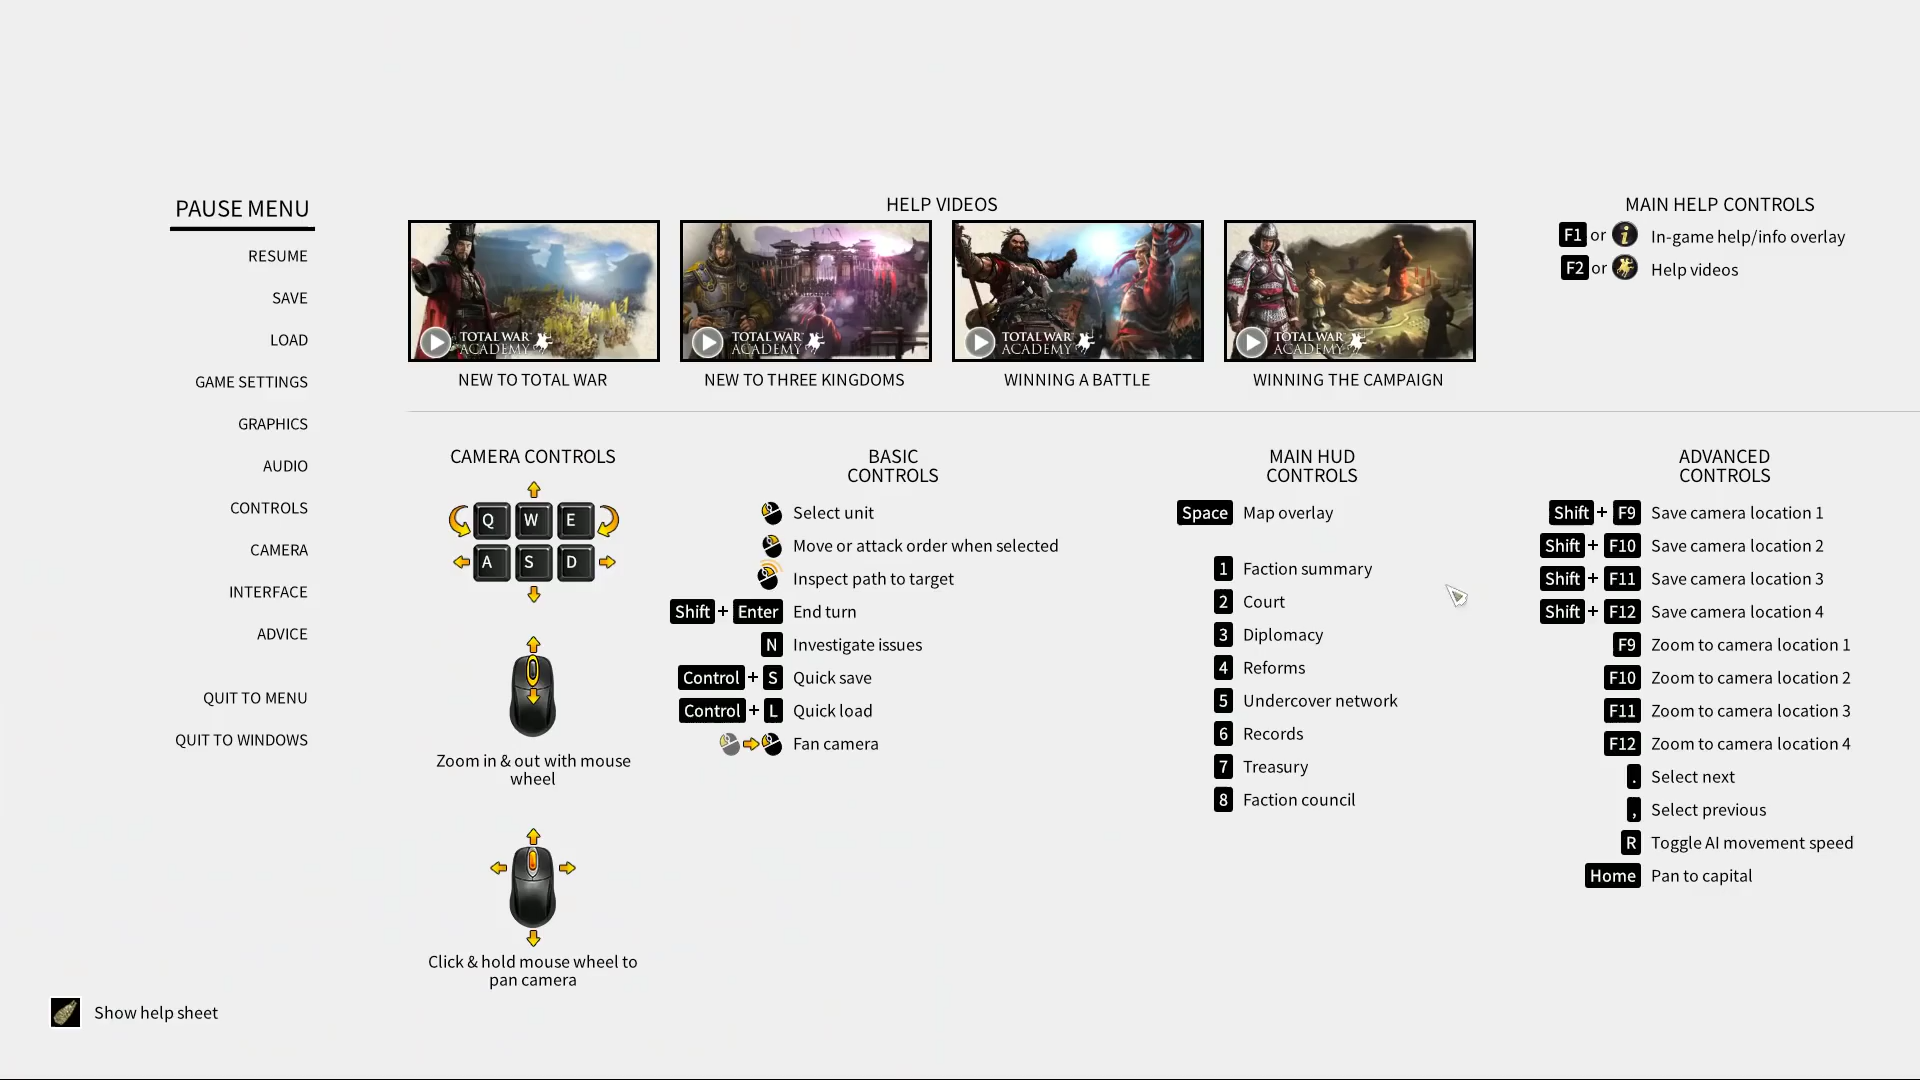 PAUSE MENU
RESUME
SAVE
LOAD
GAME SETTINGS
GRAPHICS
AUDIO
CONTROLS
CAMERA
INTERFACE
ADVICE
QUIT TO MENU
QUIT TO WINDOWS
Show help sheet
HELP VIDEOS
TOTAL WAR
ACADEMY
NEW TO TOTAL WAR
TOTAL WAR
ACADEMY
NEW TO THREE KINGDOMS
TOTAL WAR
ACADEMY
WINNING A BATTLE
TOTAL WAR
ACADEMY
WINNING THE CAMPAIGN
MAIN HELP CONTROLS
F1 or i In-game help/info overlay
F2 or Help videos
CAMERA CONTROLS
Q W E
A S D
Zoom in & out with mouse
wheel
Click & hold mouse wheel to
pan camera
BASIC
CONTROLS
Select unit
Move or attack order when selected
Inspect path to target
Shift + Enter End turn
N Investigate issues
Control + S Quick save
Control + L Quick load
Fan camera
MAIN HUD
CONTROLS
Space Map overlay
1 Faction summary
2 Court
3 Diplomacy
4 Reforms
5 Undercover network
6 Records
7 Treasury
8 Faction council
ADVANCED
CONTROLS
Shift + F9 Save camera location 1
Shift + F10 Save camera location 2
Shift + F11 Save camera location 3
Shift + F12 Save camera location 4
F9 Zoom to camera location 1
F10 Zoom to camera location 2
F11 Zoom to camera location 3
F12 Zoom to camera location 4
. Select next
, Select previous
R Toggle AI movement speed
Home Pan to capital